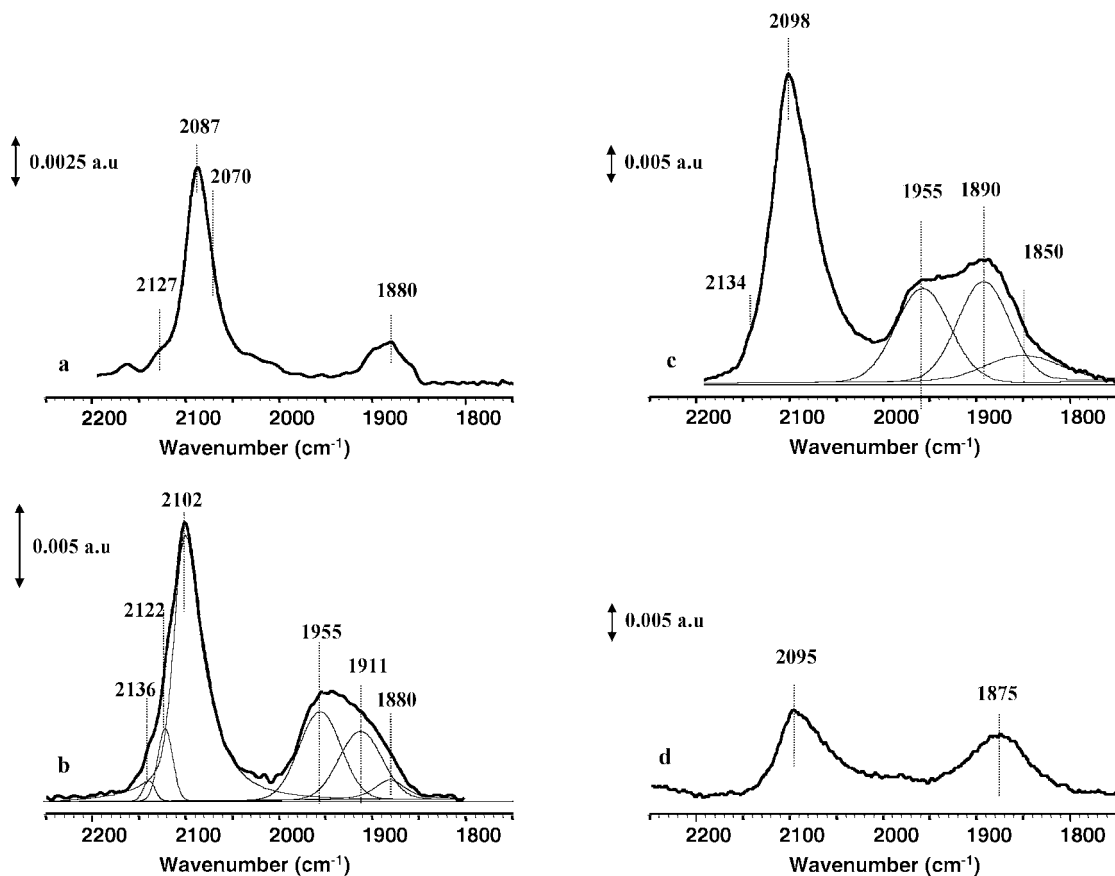 2087
0.0025 a.u
2070
2127
1880
a
2200 2100 2000 1900 1800
Wavenumber (cm-1)
2098
0.005 a.u
1955 1890
1850
2134
c
2200 2100 2000 1900 1800
Wavenumber (cm-1)
2102
0.005 a.u
2122
1955
1911
2136
1880
b
2200 2100 2000 1900 1800
Wavenumber (cm-1)
0.005 a.u
2095
1875
d
2200 2100 2000 1900 1800
Wavenumber (cm-1)